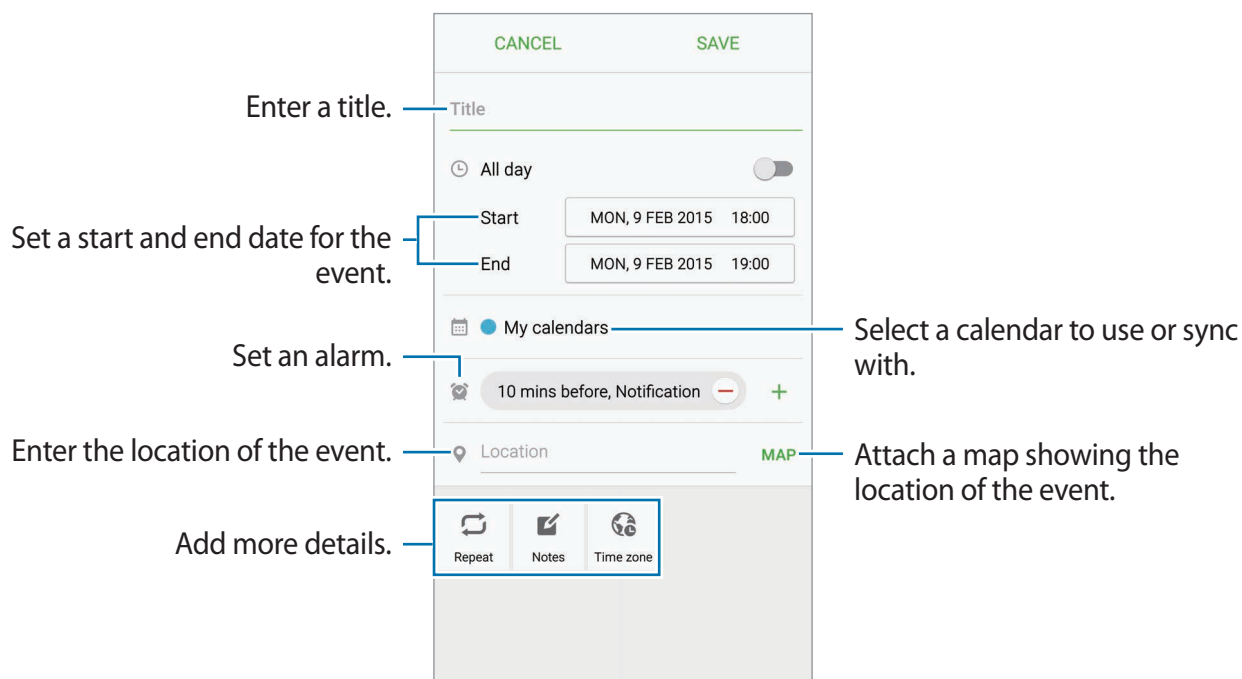 CANCEL SAVE
Enter a title.
Title
All day
Start MON, 9 FEB 2015 18:00
Set a start and end date for the
event.
End MON, 9 FEB 2015 19:00
My calendars
Select a calendar to use or sync
with.
Set an alarm.
10 mins before, Notification
Enter the location of the event.
Location
MAP
Attach a map showing the
location of the event.
Add more details.
Repeat Notes Time zone